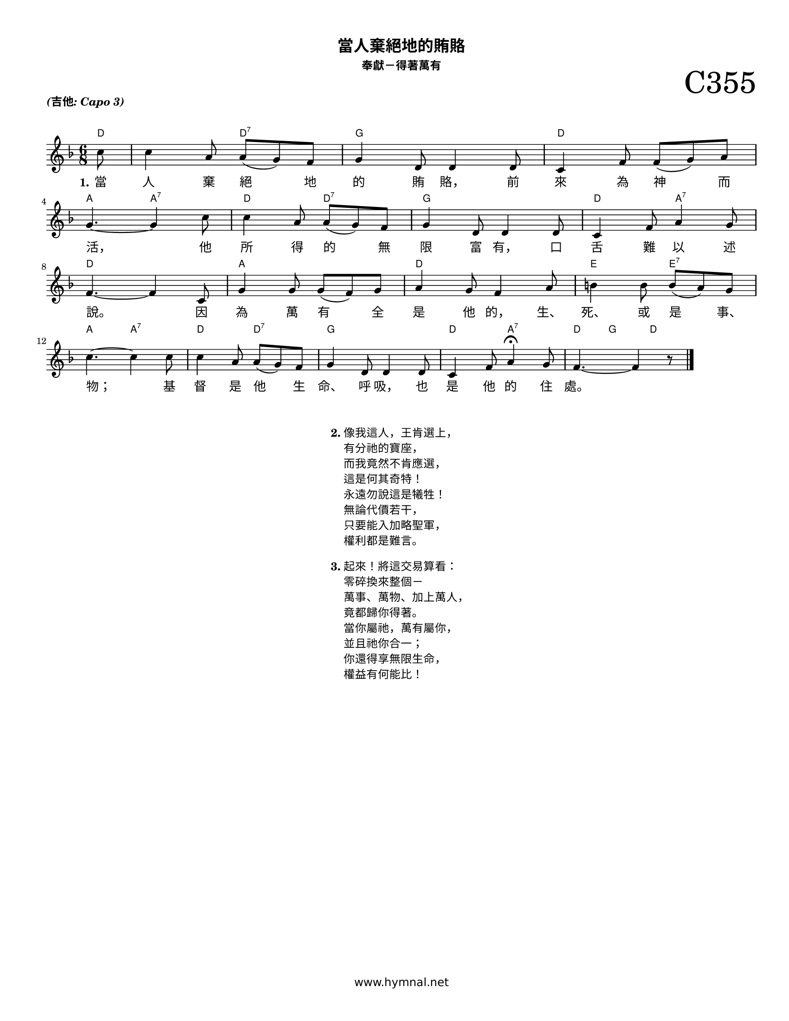 當人棄絕地的賄賂
奉獻－得著萬有
C355
(吉他: Capo 3)
D D7 G D
1. 當 人 棄 絕 地 的 賄 賂， 前 來 為 神 而
4 A A7 D D7 G D A7
活， 他 所 得 的 無 限 富 有， 口 舌 難 以 述
8 D A D E E7
說。 因 為 萬 有 全 是 他 的， 生、 死、 或 是 事、
12 A A7 D D7 G D A7 D G D
物； 基 督 是 他 生 命、 呼 吸， 也 是 他 的 住 處。
2. 像我這人，王肯選上，
有分祂的寶座，
而我竟然不肯應選，
這是何其奇特！
永遠勿說這是犧牲！
無論代價若干，
只要能入加略聖軍，
權利都是難言。
3. 起來！將這交易算看：
零碎換來整個－
萬事、萬物、加上萬人，
竟都歸你得著。
當你屬祂，萬有屬你，
並且祂你合一；
你還得享無限生命，
權益有何能比！
www.hymnal.net